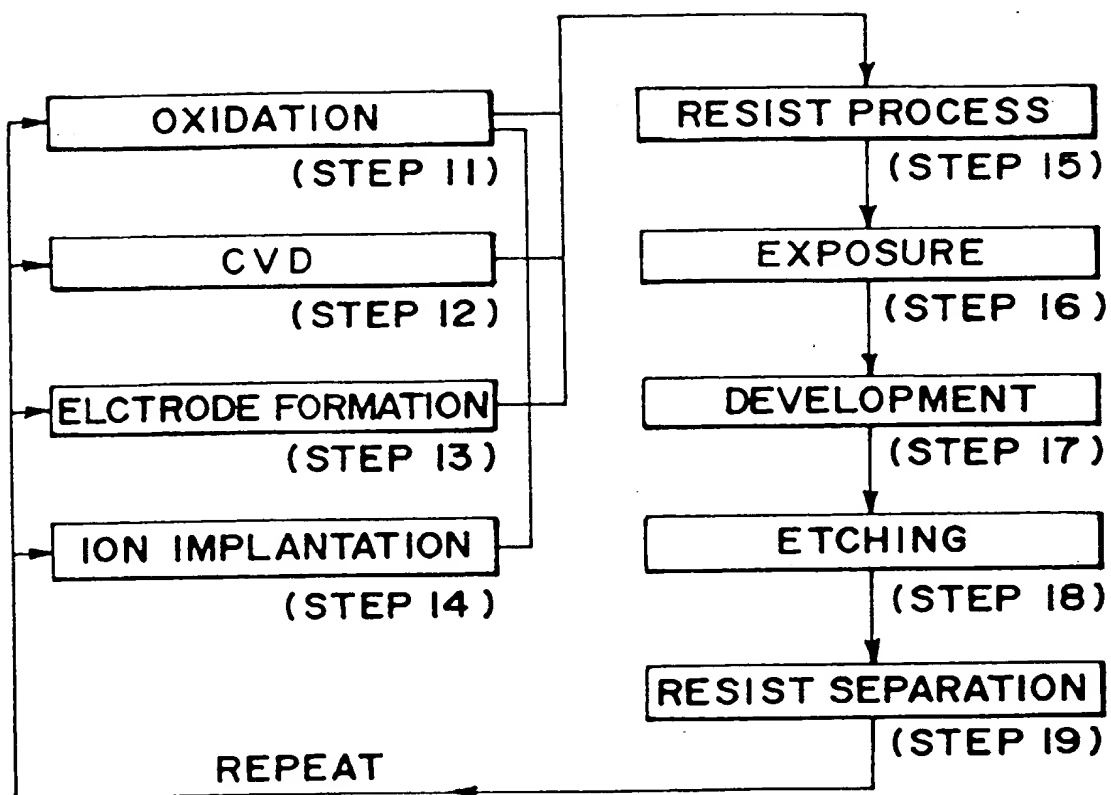 OXIDATION
(STEP 11)
CVD
(STEP 12)
ELCTRODE FORMATION
(STEP 13)
ION IMPLANTATION
(STEP 14)
RESIST PROCESS
(STEP 15)
EXPOSURE
(STEP 16)
DEVELOPMENT
(STEP 17)
ETCHING
(STEP 18)
RESIST SEPARATION
(STEP 19)
REPEAT